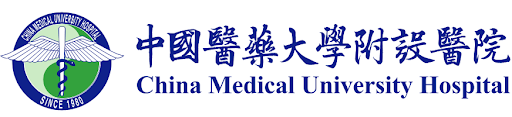 CHINA MEDICAL UNIVERSITY HOSPITAL
SINCE 1980
中國醫藥大學附設醫院
China Medical University Hospital